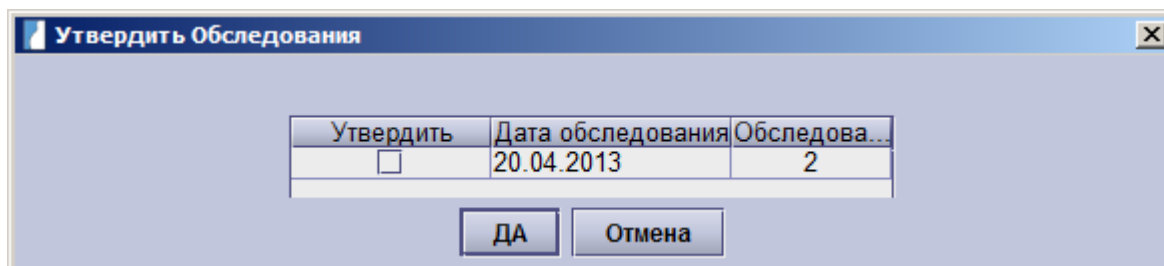 Утвердить Обследования
Утвердить Дата обследования Обследова...
20.04.2013 2
ДА Отмена